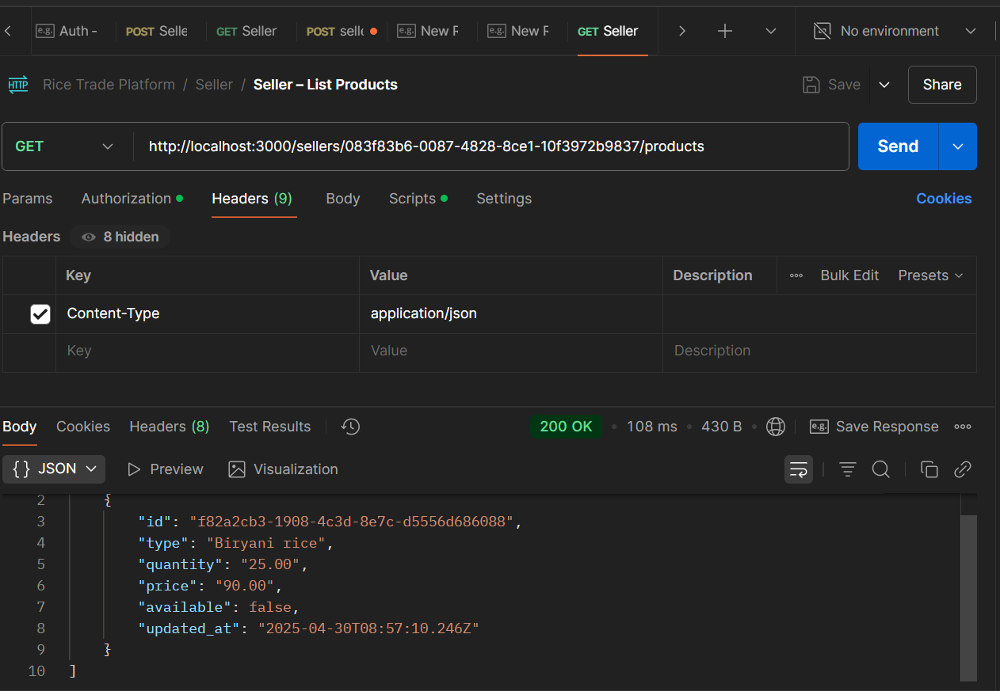 e.g. Auth - POST Selle GET Seller POST selle e.g. New F e.g. New F GET Seller No environment
HTTP Rice Trade Platform / Seller / Seller – List Products Save Share
GET http://localhost:3000/sellers/083f83b6-0087-4828-8ce1-10f3972b9837/products Send
Params Authorization Headers (9) Body Scripts Settings Cookies
Headers 8 hidden
Key Value Description Bulk Edit Presets
Content-Type application/json
Key Value Description
Body Cookies Headers (8) Test Results 200 OK 108 ms 430 B e.g. Save Response
{} JSON Preview Visualization
2 {
3 "id": "f82a2cb3-1908-4c3d-8e7c-d5556d686088",
4 "type": "Biryani rice",
5 "quantity": "25.00",
6 "price": "90.00",
7 "available": false,
8 "updated_at": "2025-04-30T08:57:10.246Z"
9 }
10 ]